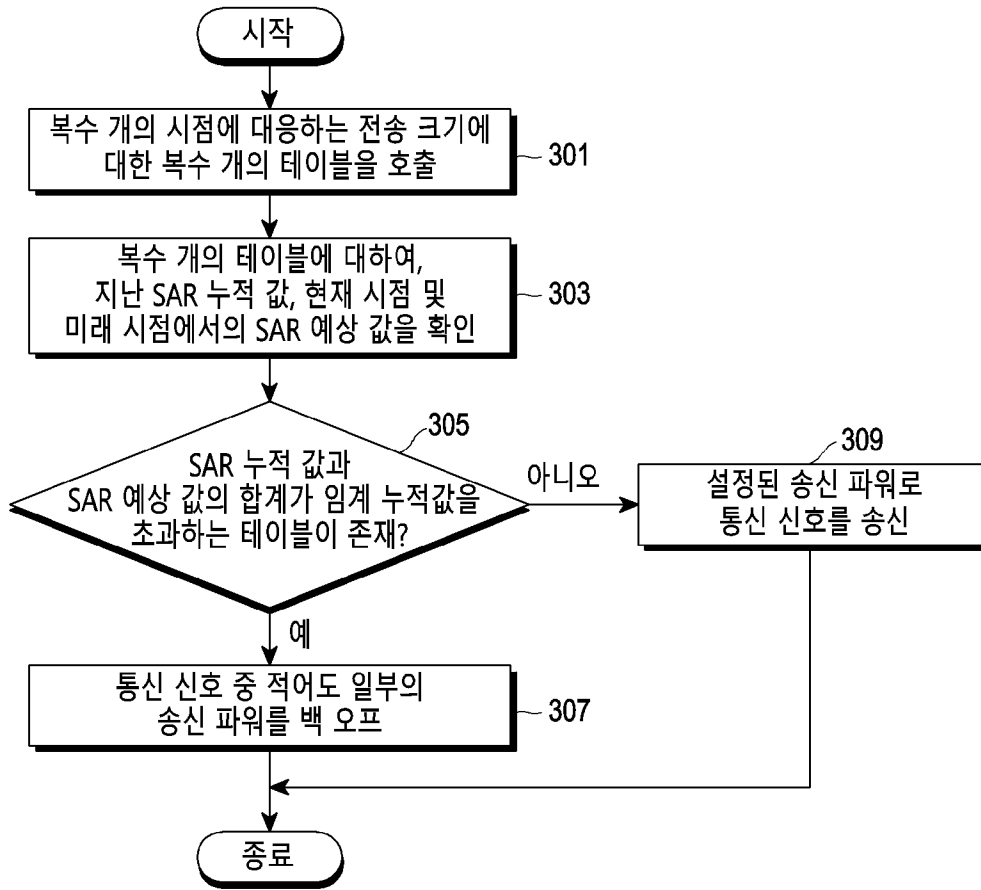 시작
복수 개의 시점에 대응하는 전송 크기에
대한 복수 개의 테이블을 호출
301
복수 개의 테이블에 대하여,
지난 SAR 누적 값, 현재 시점 및
미래 시점에서의 SAR 예상 값을 확인
303
305
SAR 누적 값과
SAR 예상 값의 합계가 임계 누적값을
초과하는 테이블이 존재?
아니오
309
설정된 송신 파워로
통신 신호를 송신
예
통신 신호 중 적어도 일부의
송신 파워를 백 오프
307
종료